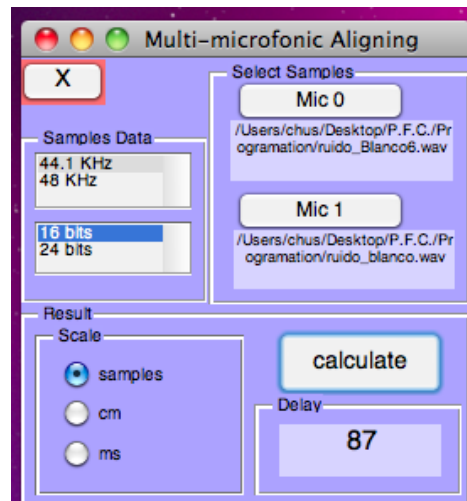 Multi-microfonic Aligning
X
Select Samples
Mic 0
/Users/chus/Desktop/P.F.C./Pr
ogramation/ruido_Blanco6.wav
Samples Data
44.1 KHz
48 KHz
16 bits
24 bits
Mic 1
/Users/chus/Desktop/P.F.C./Pr
ogramation/ruido_blanco.wav
Result
Scale
samples
cm
ms
calculate
Delay
87